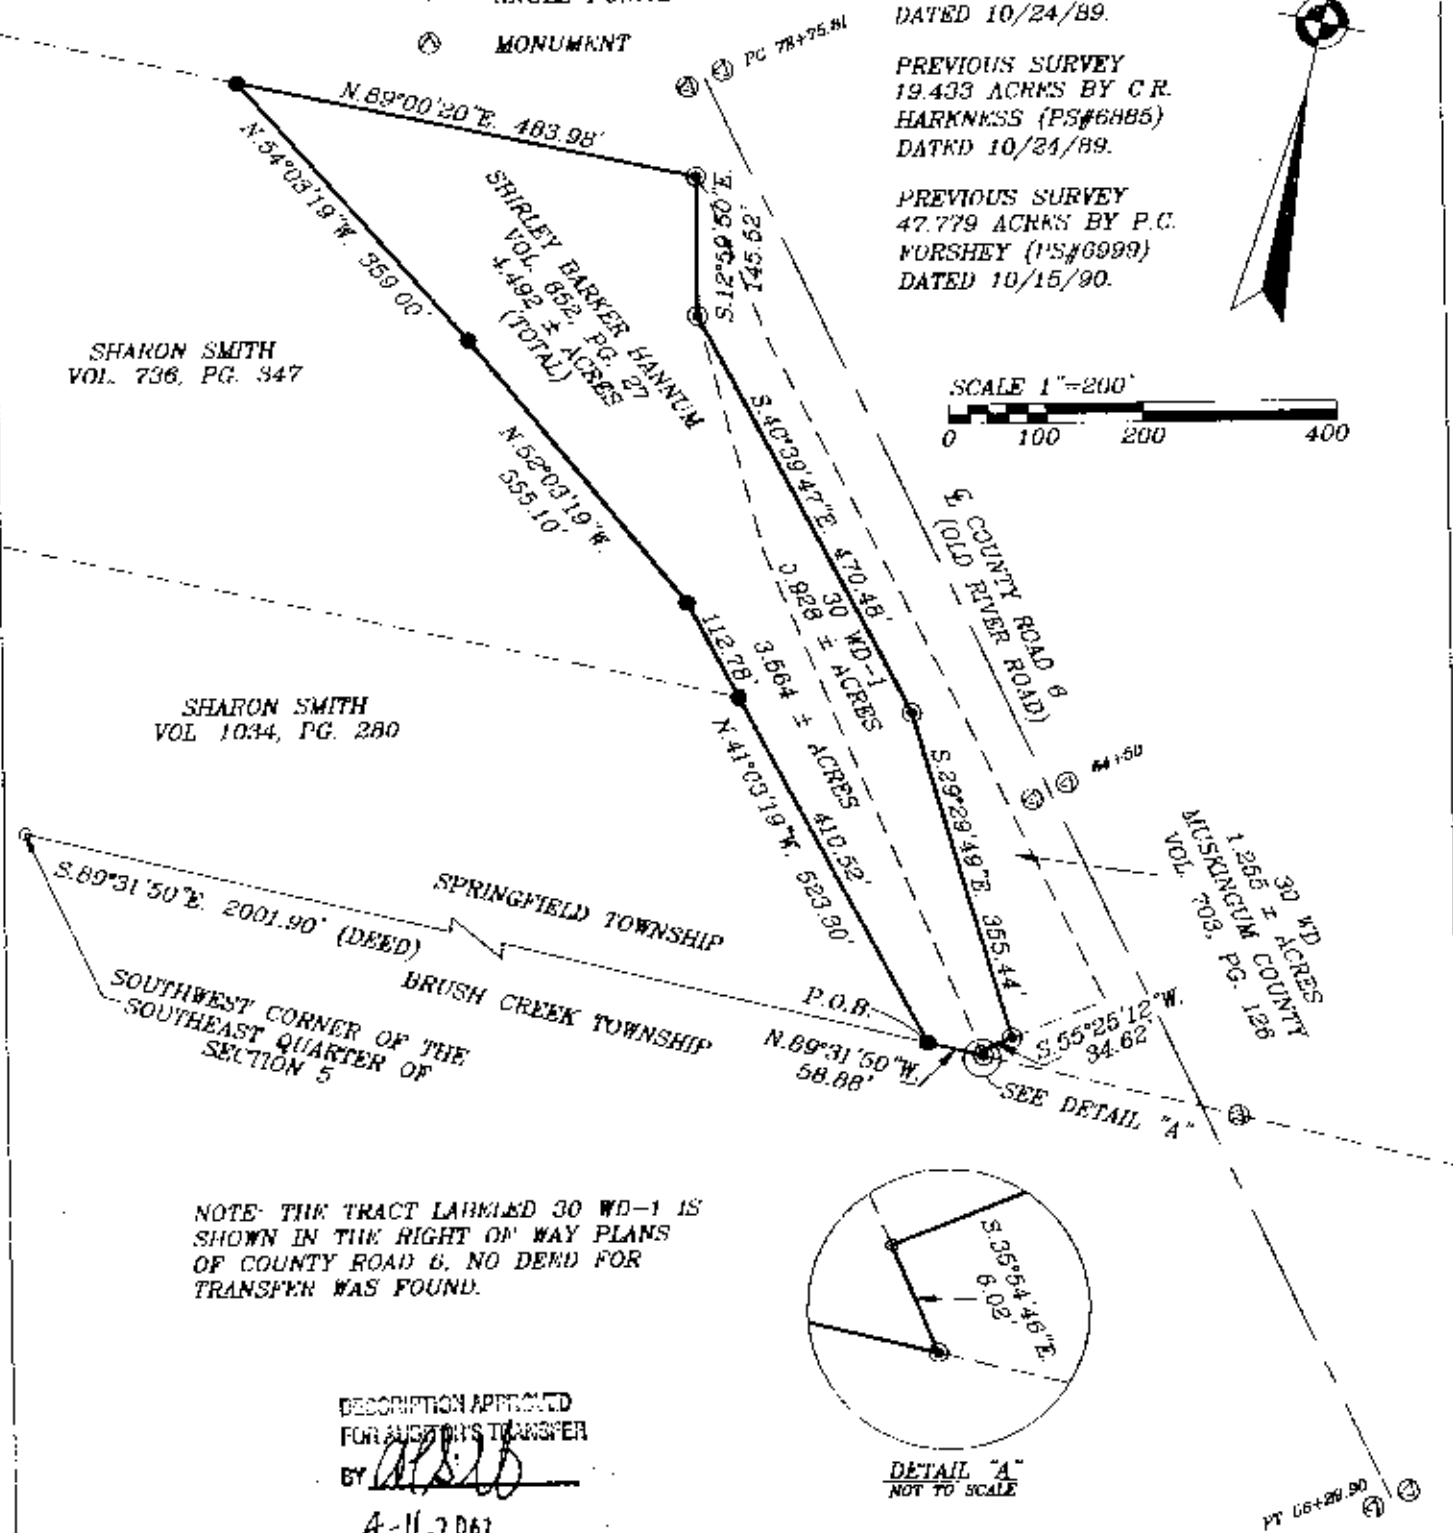 MONUMENT
PC 78+75.81
DATED 10/24/89.
PREVIOUS SURVEY
19.433 ACRES BY C.R.
HARKNESS (PS#6885)
DATED 10/24/89.
PREVIOUS SURVEY
47.779 ACRES BY P.C.
FORSHEY (PS#6999)
DATED 10/15/90.
N.89°00'20"E. 483.98'
N.54°03'19"W. 359.00'
SHIRLEY BARKER HANNUM
VOL. 652, PG. 27
4.492 ± ACRES
(TOTAL)
S.12°59'50"E.
145.52'
SHARON SMITH
VOL. 736, PG. 347
SCALE 1"=200'
0 100 200 400
N.52°03'19"W.
355.10'
S.40°39'47"E. 470.48'
30 WD-1
0.928 ± ACRES
℄ COUNTY ROAD 6
(OLD RIVER ROAD)
112.78'
3.564 ± ACRES
SHARON SMITH
VOL 1034, PG. 280
N.41°03'19"W. 523.30'
410.52'
S.29°29'49"E. 355.44'
64+50
30 WD
1.255 ± ACRES
MUSKINGUM COUNTY
VOL. 703, PG. 126
S.89°31'50"E. 2001.90' (DEED)
SPRINGFIELD TOWNSHIP
BRUSH CREEK TOWNSHIP
SOUTHWEST CORNER OF THE
SOUTHEAST QUARTER OF
SECTION 5
P.O.B.
N.89°31'50"W.
58.88'
S.55°25'12"W.
34.62
SEE DETAIL "A"
NOTE: THE TRACT LABELED 30 WD-1 IS
SHOWN IN THE RIGHT OF WAY PLANS
OF COUNTY ROAD 6, NO DEED FOR
TRANSFER WAS FOUND.
S.35°54'46"E.
6.02'
DETAIL "A"
NOT TO SCALE
DESCRIPTION APPROVED
FOR AUDITOR'S TRANSFER
BY